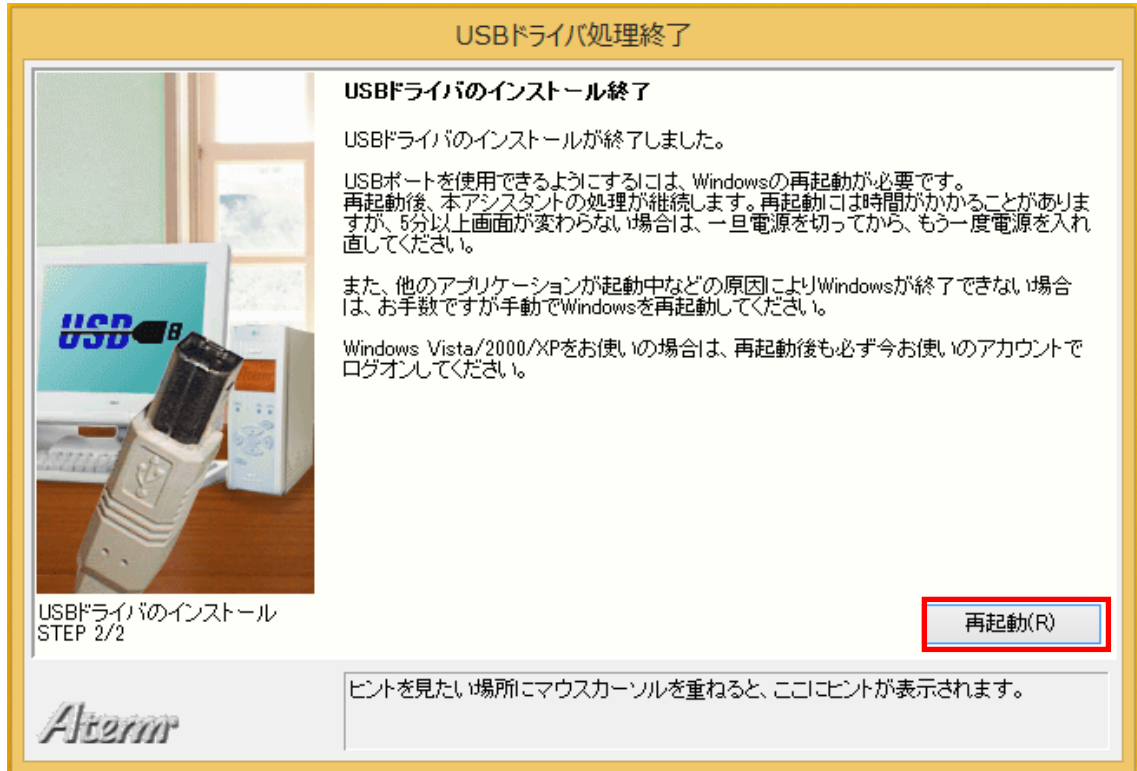 USBドライバ処理終了
USBドライバのインストール終了
USBドライバのインストールが終了しました。
USBポートを使用できるようにするには、Windowsの再起動が必要です。
再起動後、本アシスタントの処理が継続します。再起動には時間がかかることがありま
すが、5分以上画面が変わらない場合は、一旦電源を切ってから、もう一度電源を入れ
直してください。
また、他のアプリケーションが起動中などの原因によりWindowsが終了できない場合
は、お手数ですが手動でWindowsを再起動してください。
Windows Vista/2000/XPをお使いの場合は、再起動後も必ず今お使いのアカウントで
ログオンしてください。
USB
USBドライバのインストール
STEP 2/2
再起動(R)
ヒントを見たい場所にマウスカーソルを重ねると、ここにヒントが表示されます。
Aterm